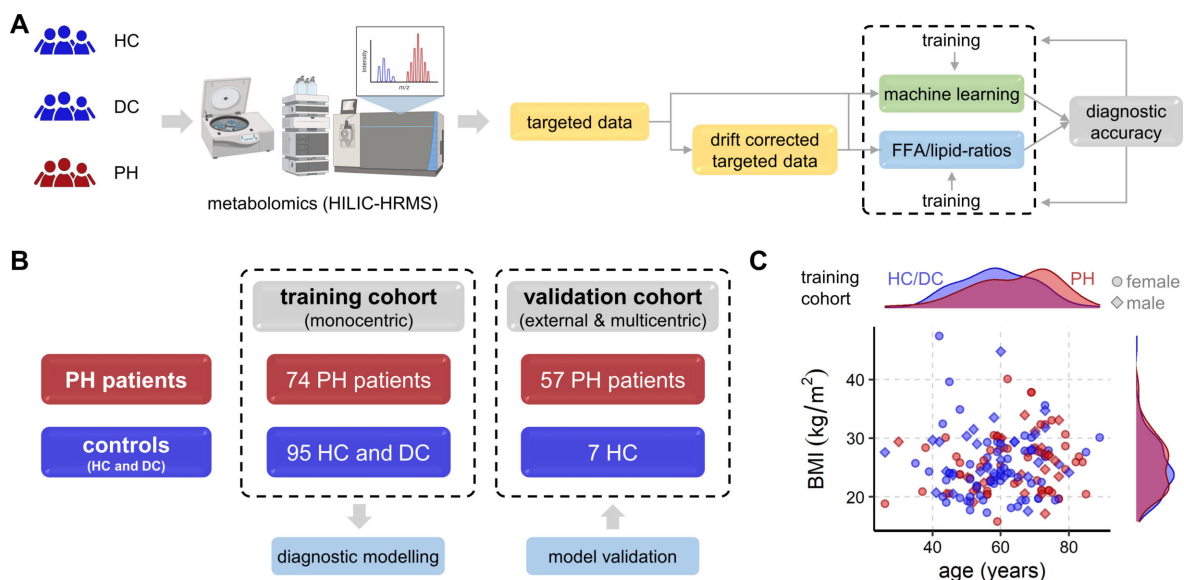 A
HC
DC
PH
Intensity
m/z
metabolomics (HILIC-HRMS)
targeted data
drift corrected
targeted data
training
machine learning
FFA/lipid-ratios
training
diagnostic
accuracy
B
training cohort
(monocentric)
validation cohort
(external & multicentric)
PH patients
74 PH patients
57 PH patients
controls
(HC and DC)
95 HC and DC
7 HC
diagnostic modelling
model validation
C
training
cohort
HC/DC
PH
female
male
BMI (kg/m²)
40
30
20
40
60
80
age (years)